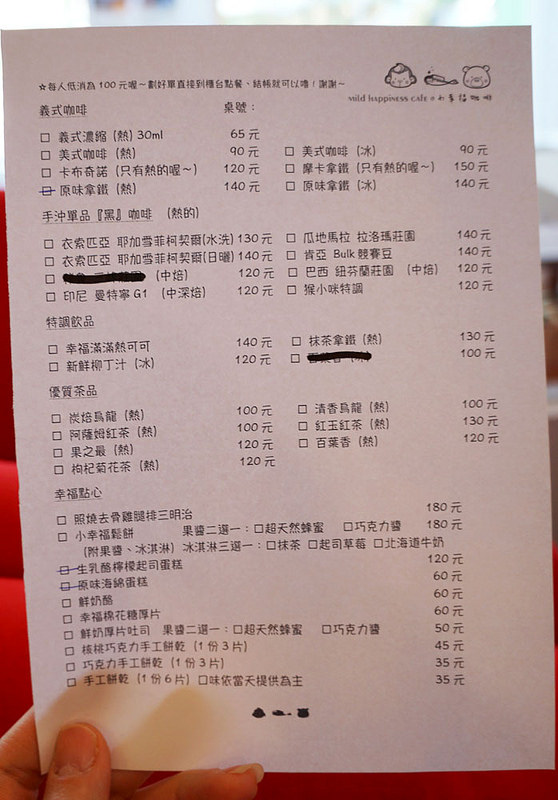 ☆每人低消為100元喔～劃好單直接到櫃台點餐、結帳就可以嚕!謝謝～
mild happiness cafe 小幸福咖啡
義式咖啡 桌號：
□ 義式濃縮 (熱) 30ml 65元
□ 美式咖啡 (熱) 90元 □ 美式咖啡 (冰) 90元
□ 卡布奇諾 (只有熱的喔～) 120元 □ 摩卡拿鐵 (只有熱的喔～) 150元
□ 原味拿鐵 (熱) 140元 □ 原味拿鐵 (冰) 140元
手沖單品『黑』咖啡 (熱的)
□ 衣索匹亞 耶加雪菲柯契爾(水洗) 130元 □ 瓜地馬拉 拉洛瑪莊園 140元
□ 衣索匹亞 耶加雪菲柯契爾(日曬) 140元 □ 肯亞 Bulk競賽豆 140元
□ (中焙) 120元 □ 巴西 紐芬蘭莊園 (中焙) 120元
□ 印尼 曼特寧G1 (中深焙) 120元 □ 猴小咪特調 120元
特調飲品
□ 幸福滿滿熱可可 140元 □ 抹茶拿鐵 (熱) 130元
□ 新鮮柳丁汁 (冰) 120元 □ 100元
優質茶品
□ 炭焙烏龍 (熱) 100元 □ 清香烏龍 (熱) 100元
□ 阿薩姆紅茶 (熱) 100元 □ 紅玉紅茶 (熱) 130元
□ 果之最 (熱) 120元 □ 百葉香 (熱) 120元
□ 枸杞菊花茶 (熱) 120元
幸福點心
□ 照燒去骨雞腿排三明治 180元
□ 小幸福鬆餅 果醬二選一：□超天然蜂蜜 □巧克力醬 180元
(附果醬、冰淇淋) 冰淇淋三選一：□抹茶 □起司草莓 □北海道牛奶
□ 生乳酪檸檬起司蛋糕 120元
□ 原味海綿蛋糕 60元
□ 鮮奶酪 60元
□ 幸福棉花糖厚片 60元
□ 鮮奶厚片吐司 果醬二選一：□超天然蜂蜜 □巧克力醬 50元
□ 核桃巧克力手工餅乾 (1份3片) 45元
□ 巧克力手工餅乾 (1份3片) 35元
□ 手工餅乾 (1份6片) 口味依當天提供為主 35元